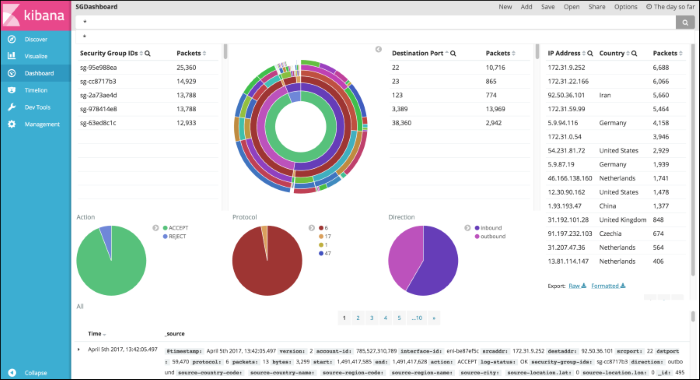 kibana
Discover
Visualize
Dashboard
Timelion
Dev Tools
Management
Collapse
SGDashboard
New Add Save Open Share Options The day so far
*
*
Security Group IDs Packets
sg-95e988ea 25,360
sg-cc8717b3 14,929
sg-2a73ae4d 13,788
sg-978414e8 13,788
sg-63ed8c1c 12,933
Destination Port Packets
22 10,716
23 865
123 774
3,389 13,969
38,360 2,942
IP Address Country Packets
172.31.9.252 6,688
172.31.22.166 6,066
92.50.36.101 Iran 5,660
172.31.59.99 5,464
5.9.94.116 Germany 4,158
172.31.0.54 3,946
54.231.81.72 United States 2,929
5.9.87.19 Germany 1,939
46.166.138.160 Netherlands 1,741
12.30.90.162 United States 1,478
1.93.193.47 China 1,377
31.192.101.28 United Kingdom 848
91.197.232.103 Czechia 674
31.207.47.36 Netherlands 564
13.81.114.147 Netherlands 406
Export: Raw Formatted
Action
ACCEPT
REJECT
Protocol
6
17
1
47
Direction
inbound
outbound
All
1 2 3 4 5 ...10 »
Time _source
April 5th 2017, 13:42:05.497 @timestamp: April 5th 2017, 13:42:05.497 version: 2 account-id: 785,527,310,789 interface-id: eni-be87ef5c srcaddr: 172.31.9.252 destaddr: 92.50.36.101 srcport: 22 dstport
: 59,470 protocol: 6 packets: 13 bytes: 3,295 start: 1,491,417,585 end: 1,491,417,628 action: ACCEPT log-status: OK security-group-ids: sg-cc8717b3 direction: outbo
und source-country-code: source-country-name: source-region-code: source-region-name: source-city: source-location.lat: 0 source-location.lon: 0 _id: 495